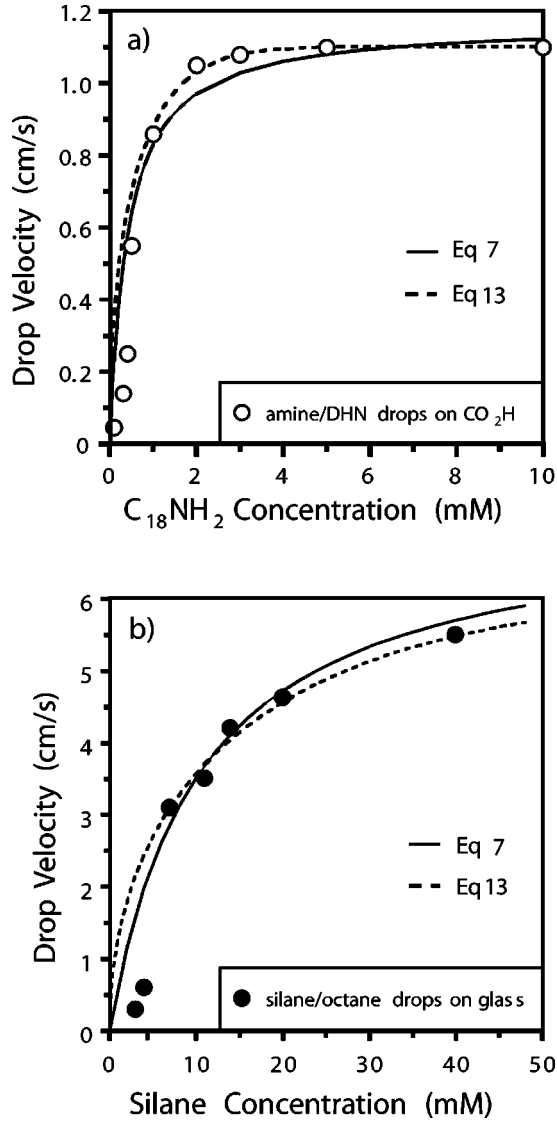 a)
1.2
1.0
0.8
0.6
0.4
0.2
0
Drop Velocity (cm/s)
Eq 7
Eq 13
amine/DHN drops on CO₂H
0 2 4 6 8 10
C₁₈NH₂ Concentration (mM)
b)
6
5
4
3
2
1
0
Drop Velocity (cm/s)
Eq 7
Eq 13
silane/octane drops on glass
0 10 20 30 40 50
Silane Concentration (mM)